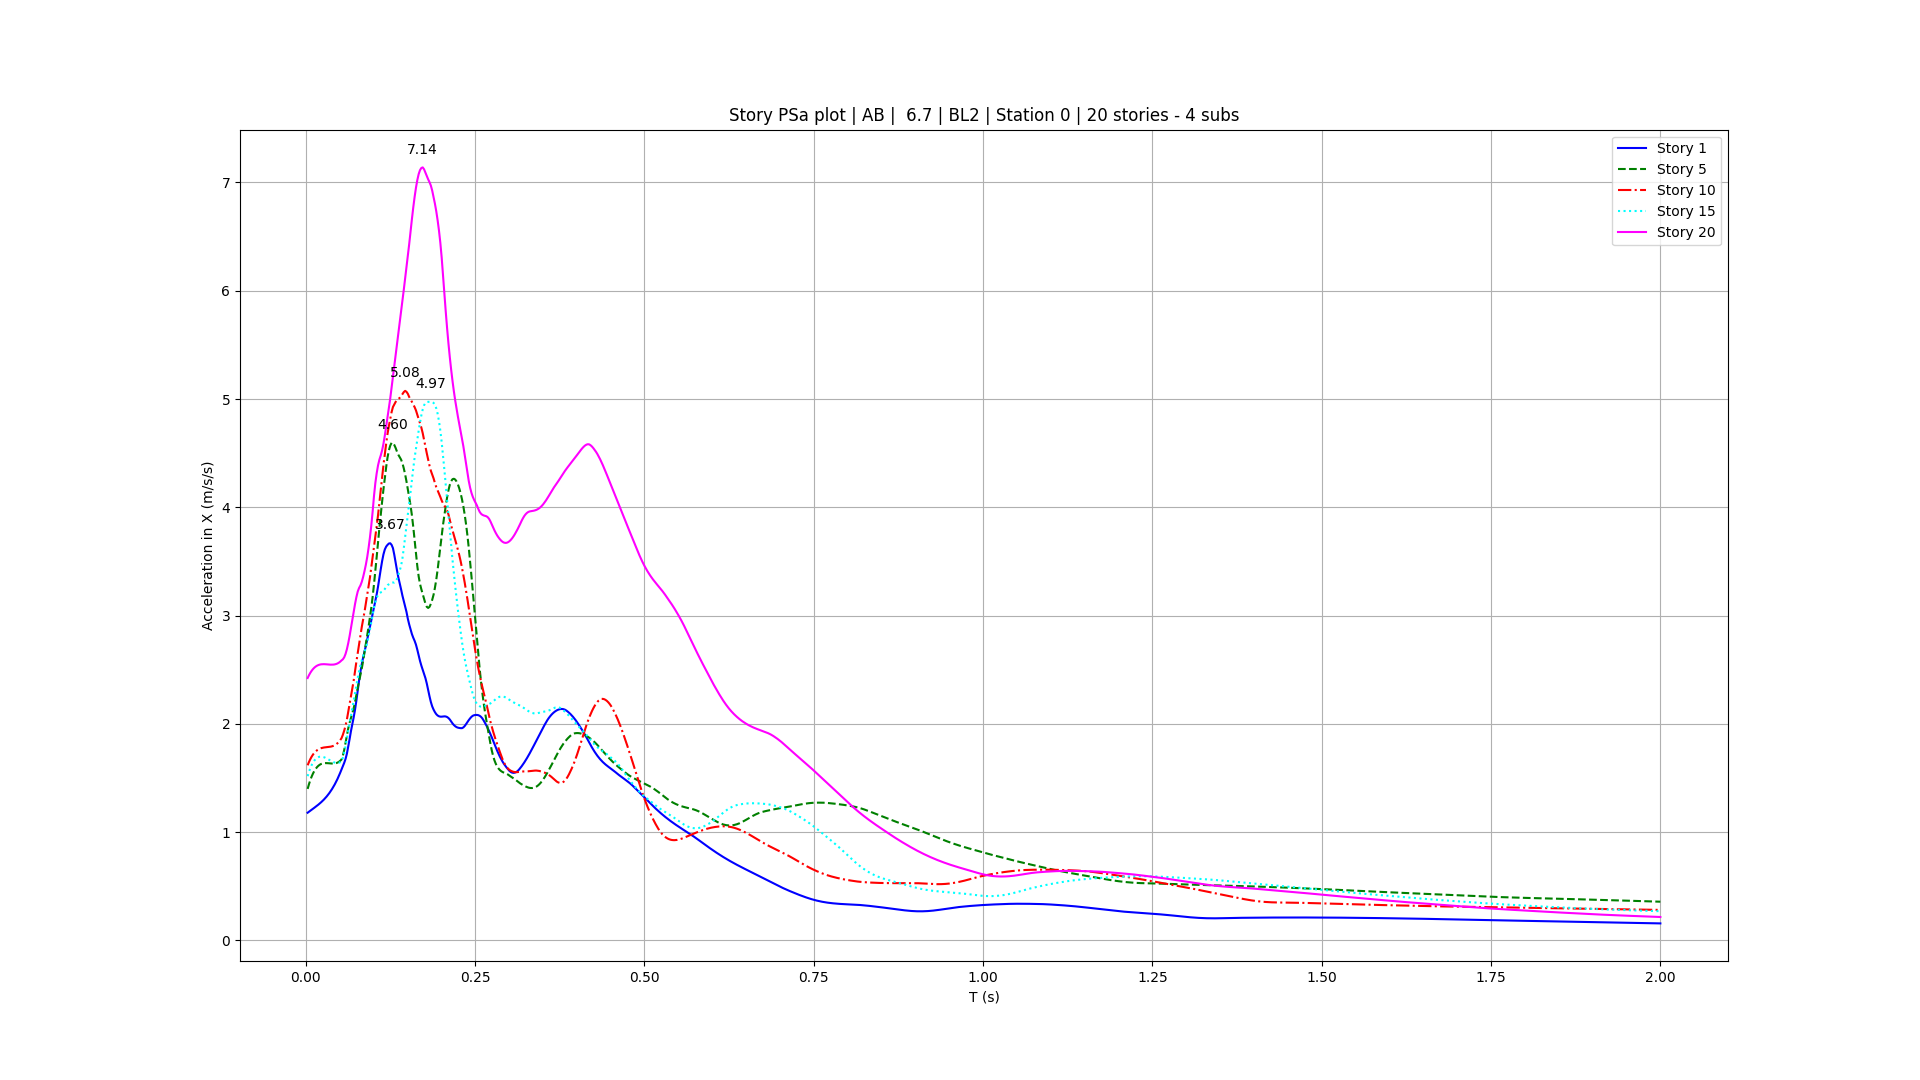 Story PSa plot | AB |  6.7 | BL2 | Station 0 | 20 stories - 4 subs
7.14
5.08
4.97
4.60
3.67
Story 1
Story 5
Story 10
Story 15
Story 20
Acceleration in X (m/s/s)
7
6
5
4
3
2
1
0
0.00 0.25 0.50 0.75 1.00 1.25 1.50 1.75 2.00
T (s)